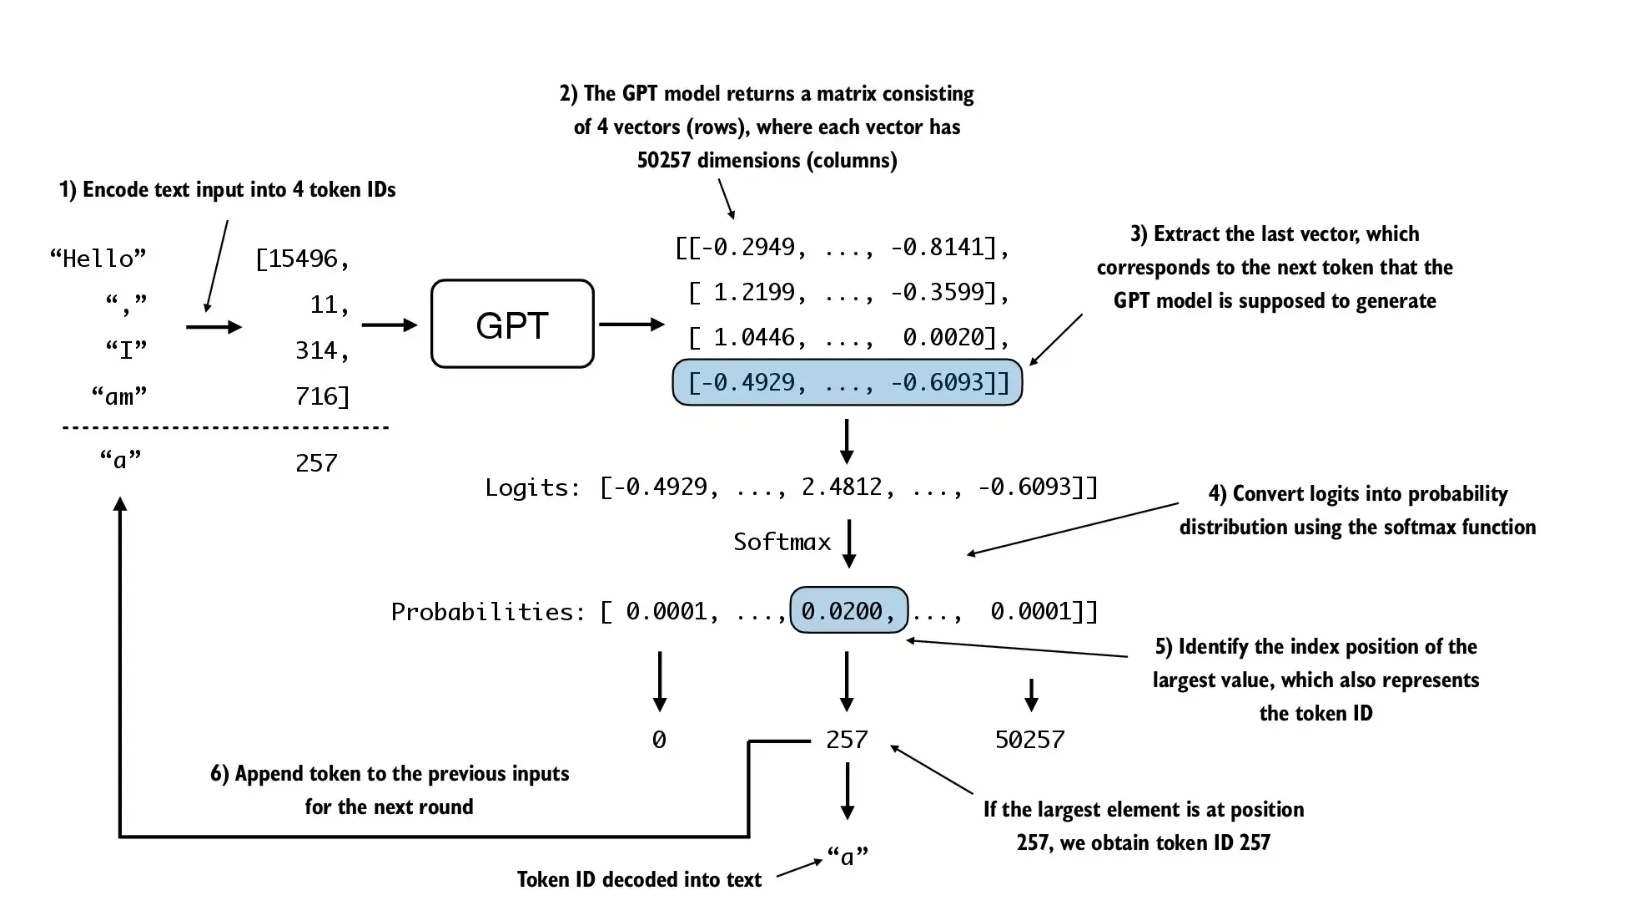 2) The GPT model returns a matrix consisting
of 4 vectors (rows), where each vector has
50257 dimensions (columns)
1) Encode text input into 4 token IDs
“Hello” [15496,
“,” 11,
“I” 314,
“am” 716]
“a” 257
GPT
[[-0.2949, ..., -0.8141],
[ 1.2199, ..., -0.3599],
[ 1.0446, ..., 0.0020],
[-0.4929, ..., -0.6093]]
3) Extract the last vector, which
corresponds to the next token that the
GPT model is supposed to generate
Logits: [-0.4929, ..., 2.4812, ..., -0.6093]]
Softmax
4) Convert logits into probability
distribution using the softmax function
Probabilities: [ 0.0001, ..., 0.0200, ..., 0.0001]]
5) Identify the index position of the
largest value, which also represents
the token ID
0 257 50257
6) Append token to the previous inputs
for the next round
If the largest element is at position
257, we obtain token ID 257
“a”
Token ID decoded into text